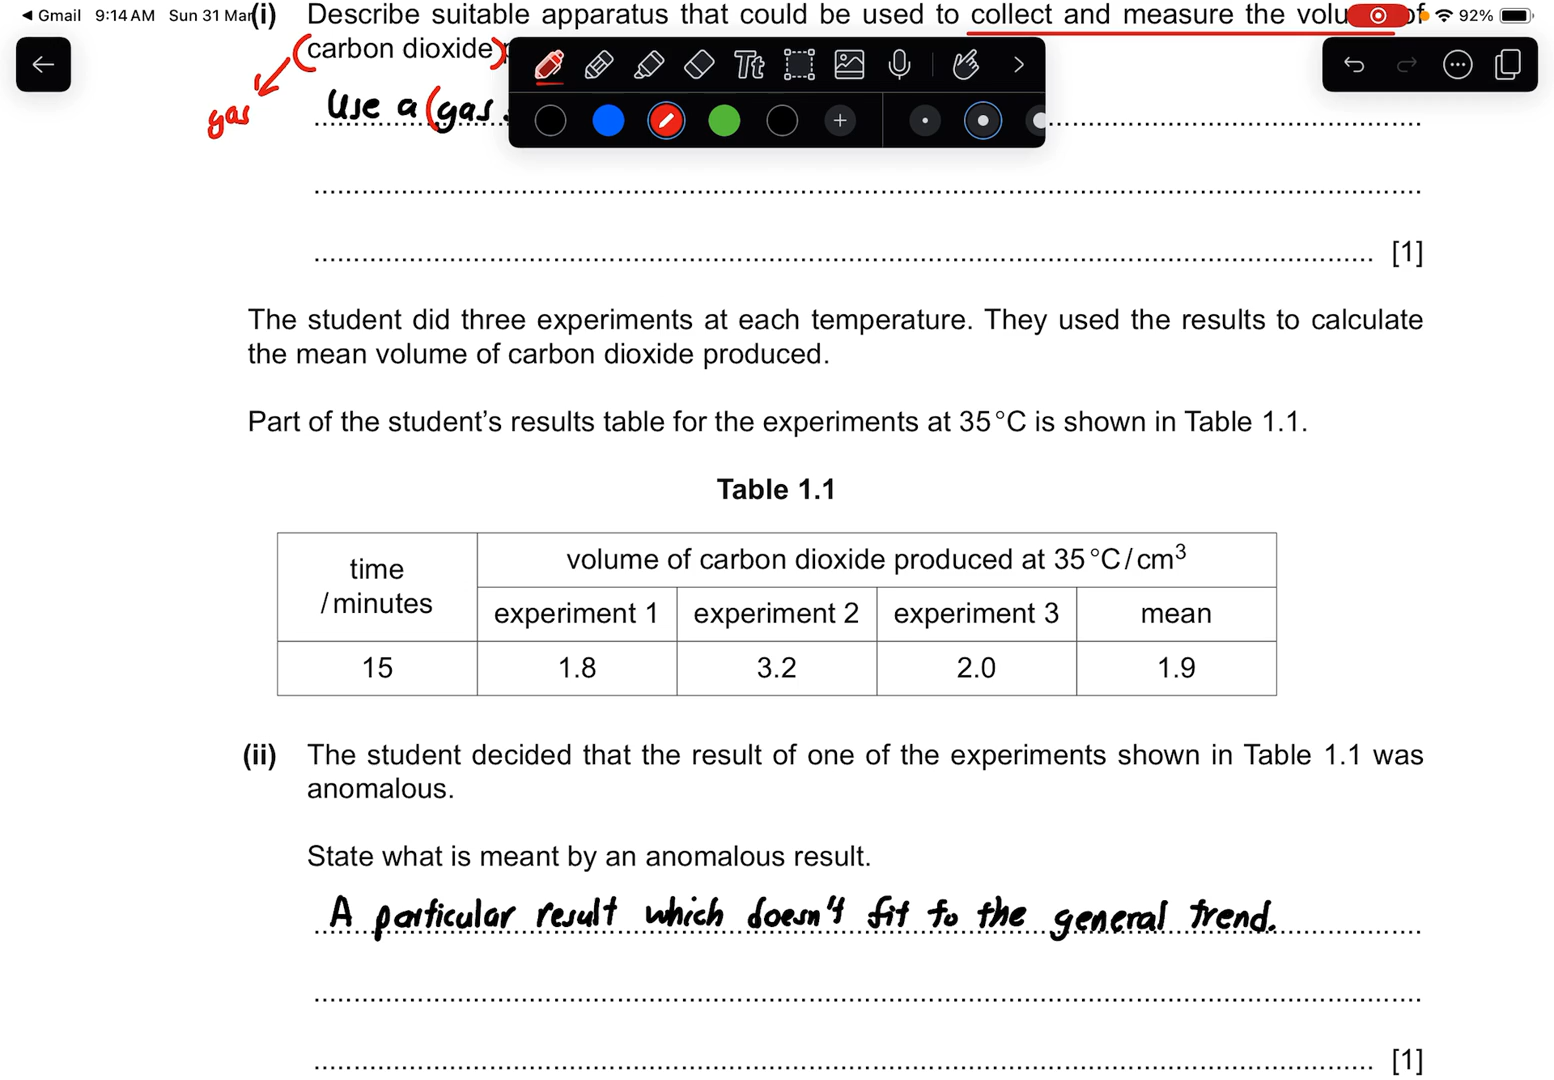 ◄ Gmail 9:14 AM Sun 31 Mar
92%
(i) Describe suitable apparatus that could be used to collect and measure the of
carbon dioxide
gas
Use a (gas
[1]
The student did three experiments at each temperature. They used the results to calculate
the mean volume of carbon dioxide produced.
Part of the student’s results table for the experiments at 35 °C is shown in Table 1.1.
Table 1.1
time
/ minutes
volume of carbon dioxide produced at 35 °C / cm³
experiment 1 experiment 2 experiment 3 mean
15 1.8 3.2 2.0 1.9
(ii) The student decided that the result of one of the experiments shown in Table 1.1 was
anomalous.
State what is meant by an anomalous result.
A particular result which doesn't fit to the general trend.
[1]